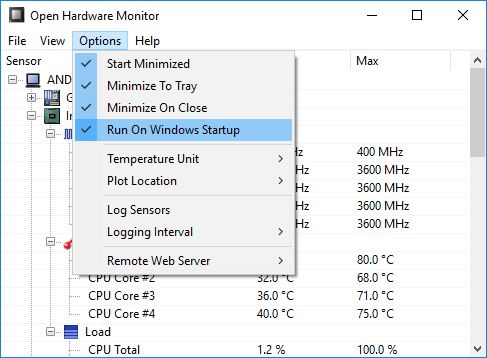 Open Hardware Monitor
File View Options Help
Sensor Max
Start Minimized
AND
Minimize To Tray
G
Minimize On Close
In
Run On Windows Startup
Hz 400 MHz
Temperature Unit Hz 3600 MHz
Plot Location Hz 3600 MHz
Hz 3600 MHz
Log Sensors
Hz 3600 MHz
Logging Interval
Remote Web Server 80.0 °C
CPU Core #2 32.0 °C 68.0 °C
CPU Core #3 36.0 °C 71.0 °C
CPU Core #4 40.0 °C 75.0 °C
Load
CPU Total 1.2 % 100.0 %